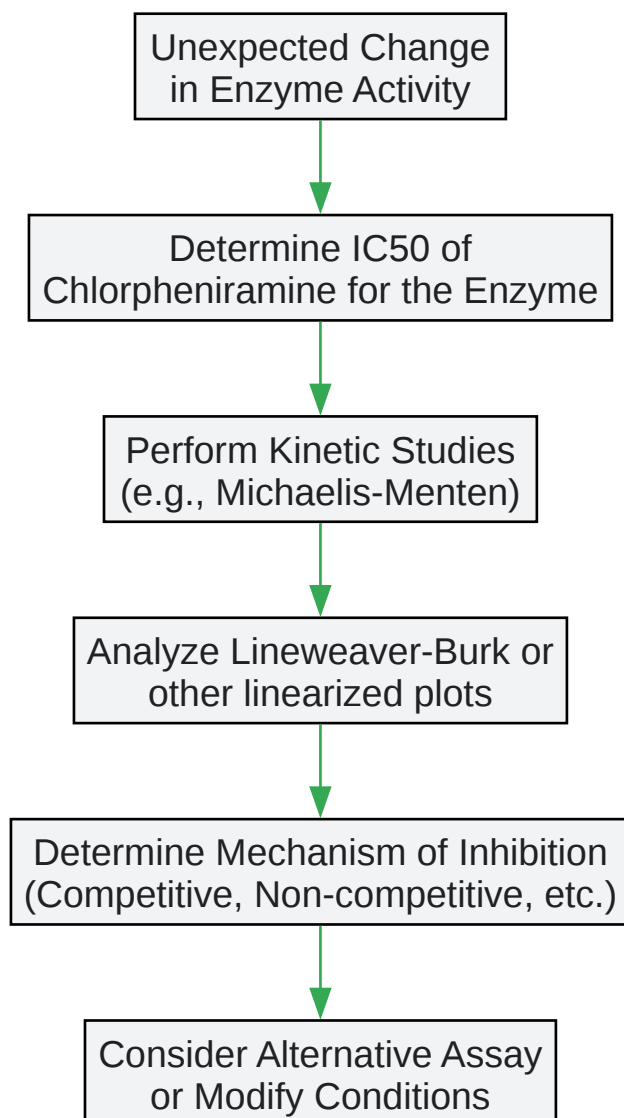 Unexpected Change
in Enzyme Activity
Determine IC50 of
Chlorpheniramine for the Enzyme
Perform Kinetic Studies
(e.g., Michaelis-Menten)
Analyze Lineweaver-Burk or
other linearized plots
Determine Mechanism of Inhibition
(Competitive, Non-competitive, etc.)
Consider Alternative Assay
or Modify Conditions